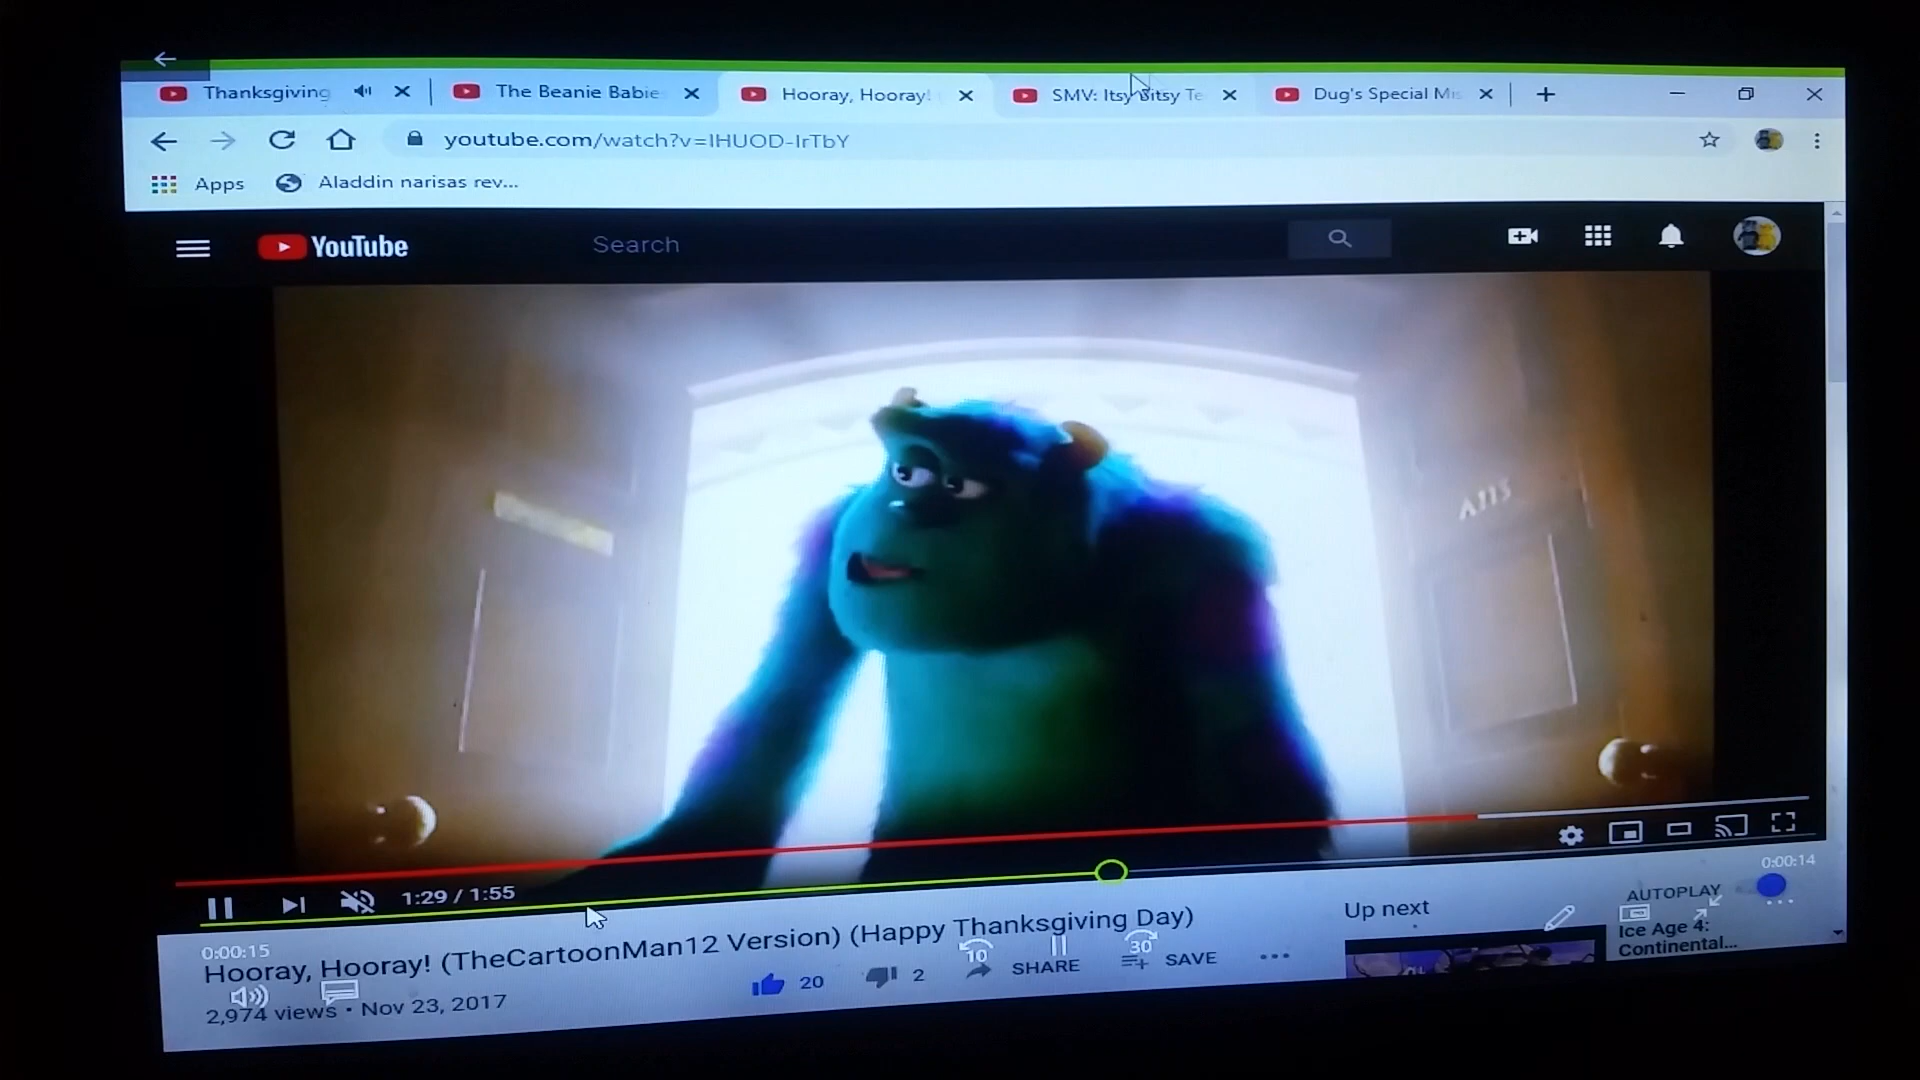 Thanksgiving
The Beanie Babie
Hooray, Hooray!
SMV: Itsy Bitsy Te
Dug's Special Mis
youtube.com/watch?v=IHUOD-IrTbY
Apps
Aladdin narisas rev...
YouTube
Search
A113
1:29 / 1:55
0:00:14
0:00:15
Hooray, Hooray! (TheCartoonMan12 Version) (Happy Thanksgiving Day)
2,974 views • Nov 23, 2017
20
2
10
SHARE
30
SAVE
Up next
AUTOPLAY
Ice Age 4:
Continental...